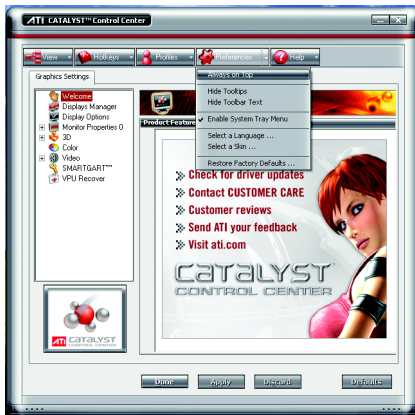 ATI CATALYST™ Control Center
View Hotkeys Profiles Preferences Help
Graphics Settings
Always on Top
Hide Tooltips
Hide Toolbar Text
Enable System Tray Menu
Select a Language ...
Select a Skin ...
Restore Factory Defaults ...
Welcome
Displays Manager
Display Options
Monitor Properties 0
3D
Color
Video
SMARTGART™
VPU Recover
Product Feature
Check for driver updates
Contact CUSTOMER CARE
Customer reviews
Send ATI your feedback
Visit ati.com
CATALYST
CONTROL CENTER
ATI CATALYST
CONTROL CENTER
Done Apply Discard Defaults